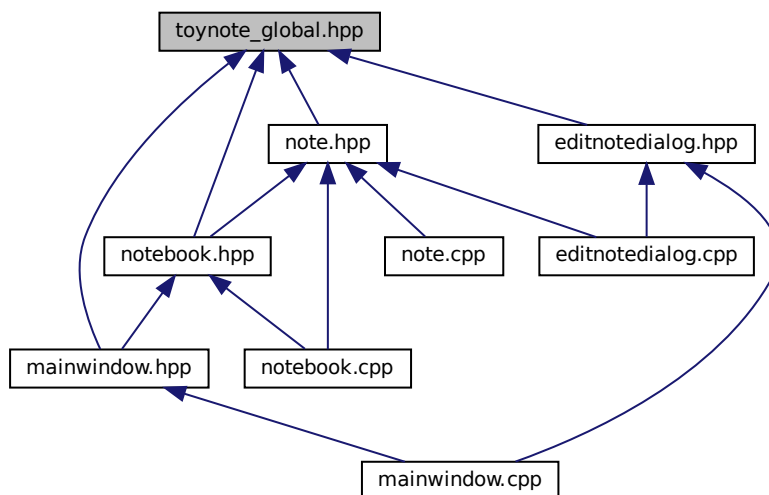 toynote_global.hpp
note.hpp
editnotedialog.hpp
notebook.hpp
note.cpp
editnotedialog.cpp
mainwindow.hpp
notebook.cpp
mainwindow.cpp